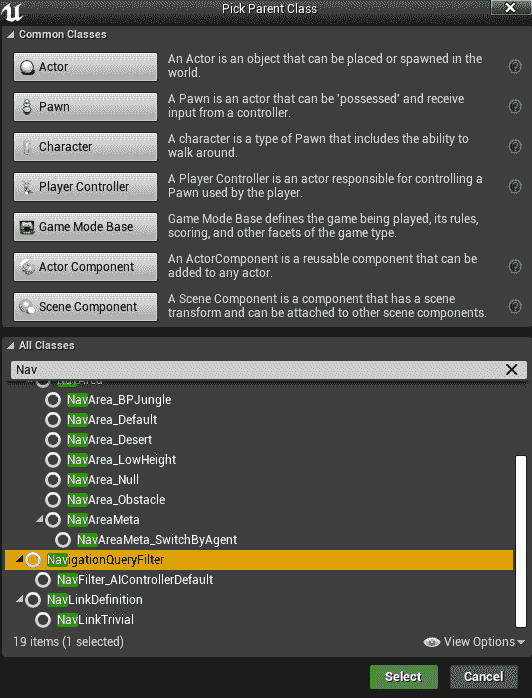 Pick Parent Class
Common Classes
Actor
An Actor is an object that can be placed or spawned in the
world.
Pawn
A Pawn is an actor that can be 'possessed' and receive
input from a controller.
Character
A character is a type of Pawn that includes the ability to
walk around.
Player Controller
A Player Controller is an actor responsible for controlling a
Pawn used by the player.
Game Mode Base
Game Mode Base defines the game being played, its rules,
scoring, and other facets of the game type.
Actor Component
An ActorComponent is a reusable component that can be
added to any actor.
Scene Component
A Scene Component is a component that has a scene
transform and can be attached to other scene components.
All Classes
Nav
NavArea
NavArea_BPJungle
NavArea_Default
NavArea_Desert
NavArea_LowHeight
NavArea_Null
NavArea_Obstacle
NavAreaMeta
NavAreaMeta_SwitchByAgent
NavigationQueryFilter
NavFilter_AIControllerDefault
NavLinkDefinition
NavLinkTrivial
19 items (1 selected)
View Options
Select
Cancel